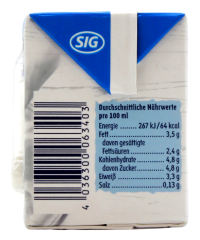 SIG
Durchschnittliche Nährwerte
pro 100 ml
Energie 267 kJ/64 kcal
Fett 3,5 g
davon gesättigte
Fettsäuren 2,4 g
Kohlenhydrate 4,8 g
davon Zucker 4,8 g
Eiweiß 3,3 g
Salz 0,13 g
4 036300 063403